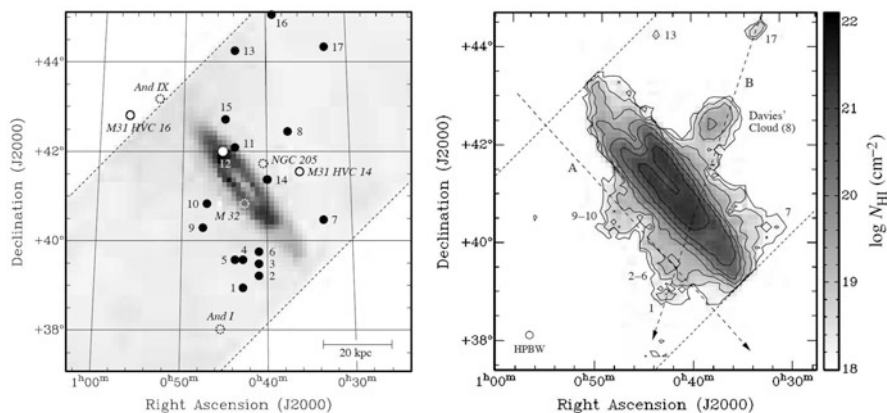 16
13
17
+44°
And IX
M31 HVC 16
15
8
+42°
11
12
NGC 205
M31 HVC 14
14
10
M 32
7
9
+40°
4
6
5
3
2
1
And I
+38°
20 kpc
1h00m
0h50m
0h40m
0h30m
Right Ascension (J2000)
Declination (J2000)
+44°
13
17
B
Davies'
Cloud (8)
+42°
A
9–10
7
+40°
2–6
1
+38°
HPBW
1h00m
0h50m
0h40m
0h30m
Right Ascension (J2000)
Declination (J2000)
22
21
20
19
18
log NHI (cm−2)